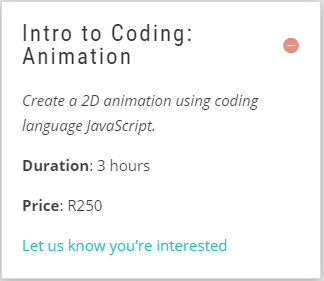 Intro to Coding:
Animation
Create a 2D animation using coding
language JavaScript.
Duration: 3 hours
Price: R250
Let us know you’re interested